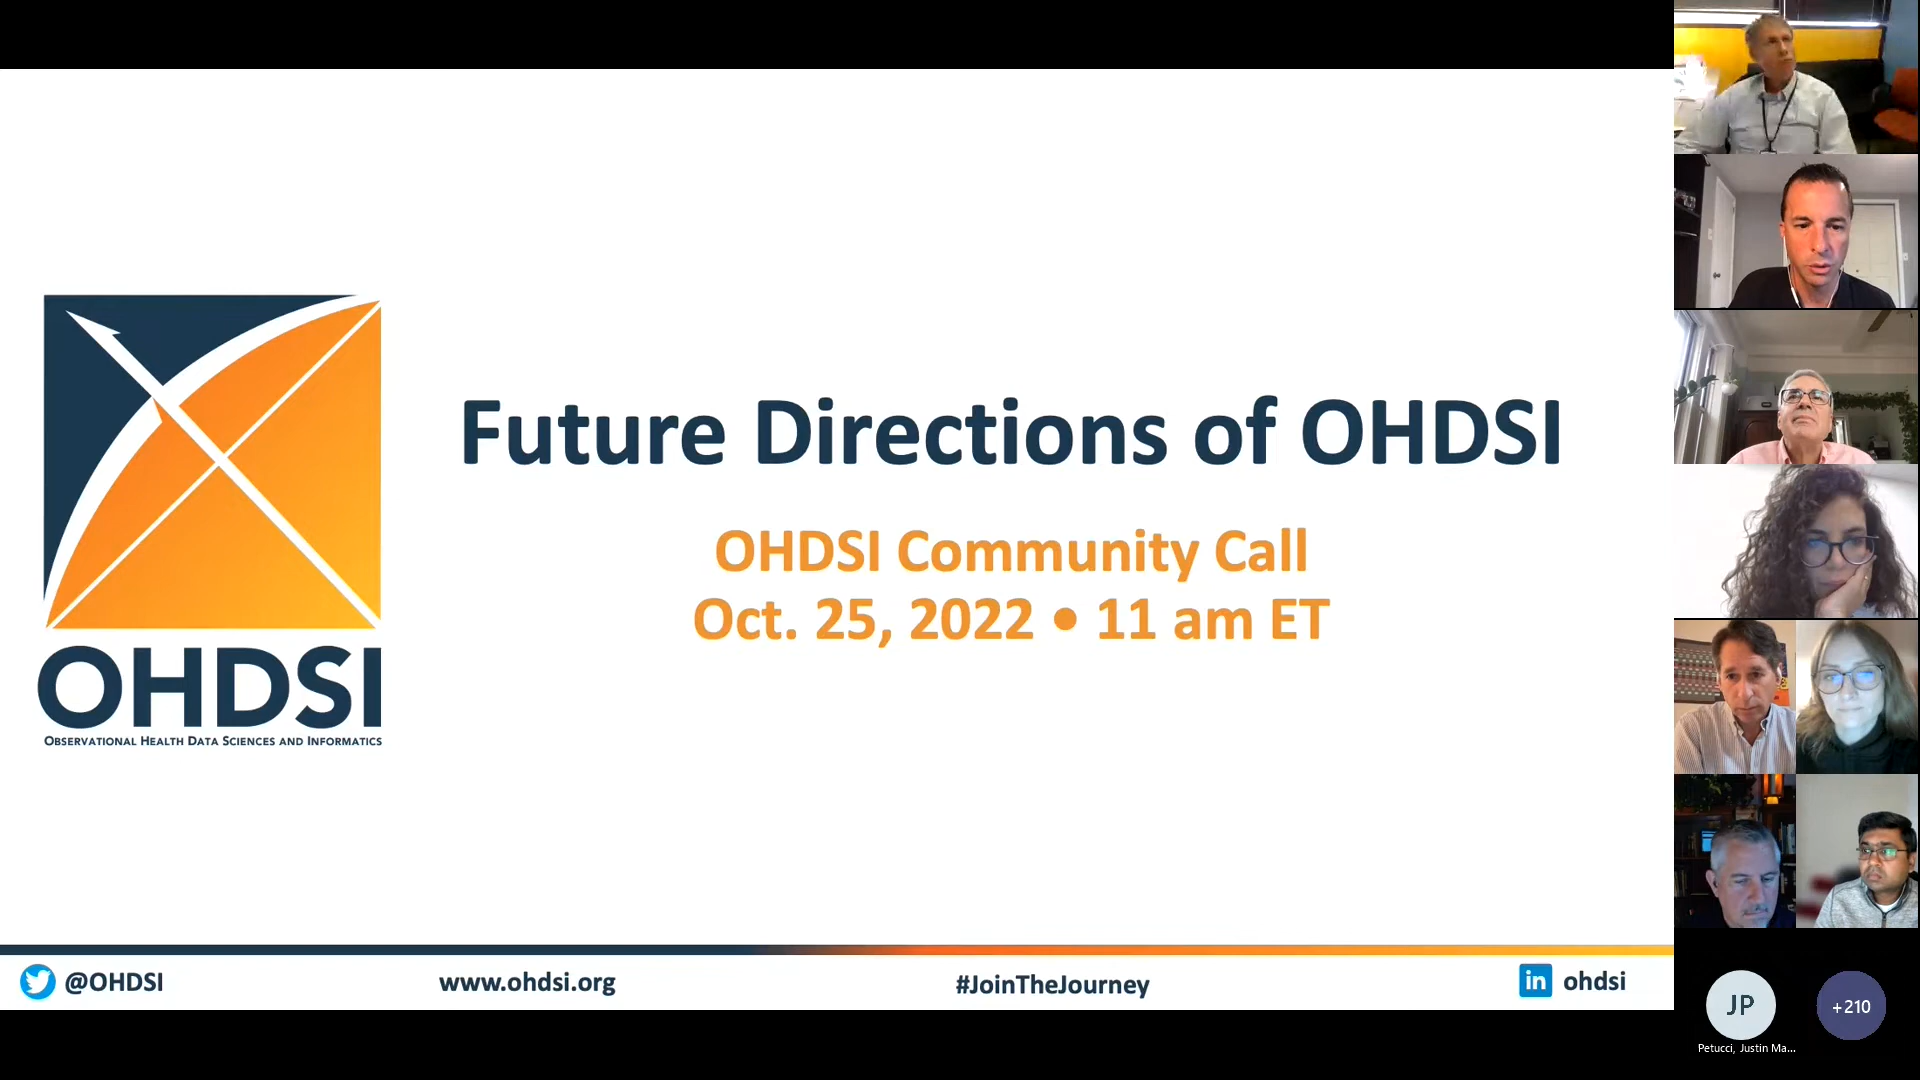 Future Directions of OHDSI
OHDSI Community Call
Oct. 25, 2022 • 11 am ET
OHDSI
OBSERVATIONAL HEALTH DATA SCIENCES AND INFORMATICS
@OHDSI
www.ohdsi.org
#JoinTheJourney
in ohdsi
JP
+210
Petucci, Justin Ma...